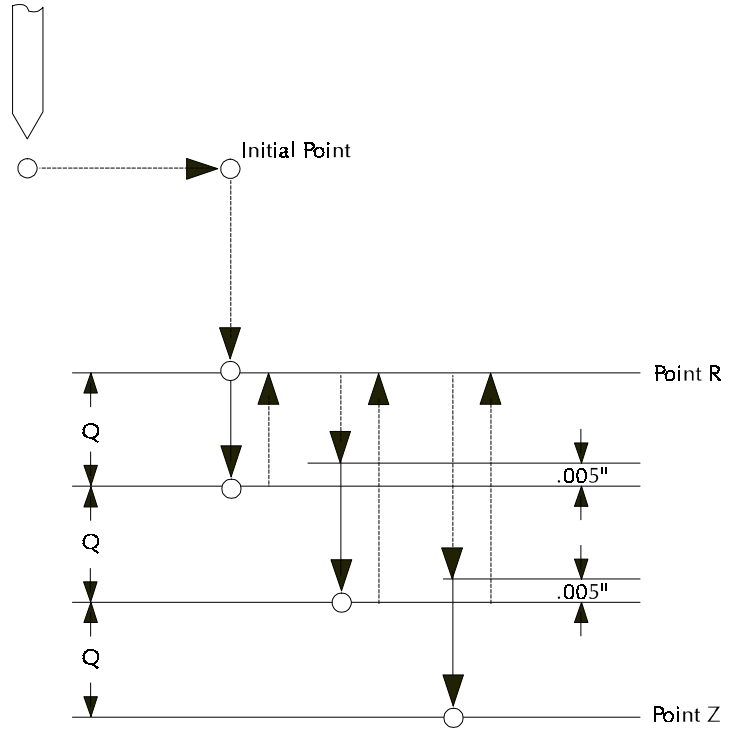 Initial Point
Point R
Q
.005"
Q
.005"
Q
Point Z